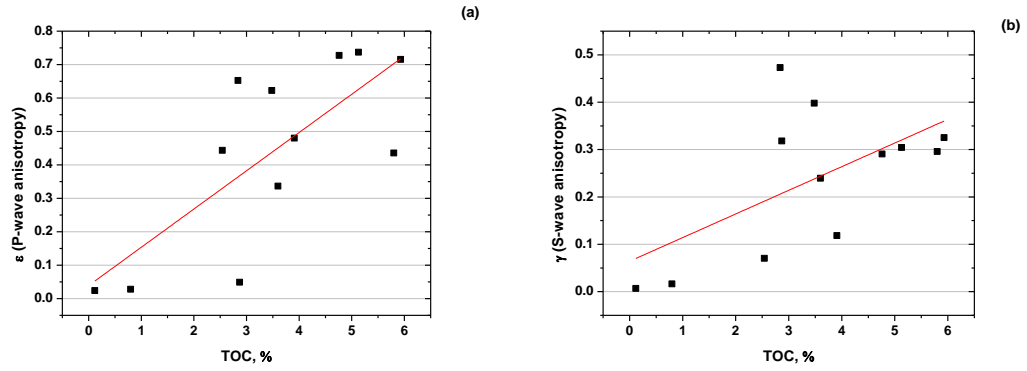 (a)
0.8
0.7
0.6
0.5
0.4
0.3
0.2
0.1
0.0
ε (P-wave anisotropy)
0 1 2 3 4 5 6
TOC, %
(b)
0.5
0.4
0.3
0.2
0.1
0.0
γ (S-wave anisotropy)
0 1 2 3 4 5 6
TOC, %